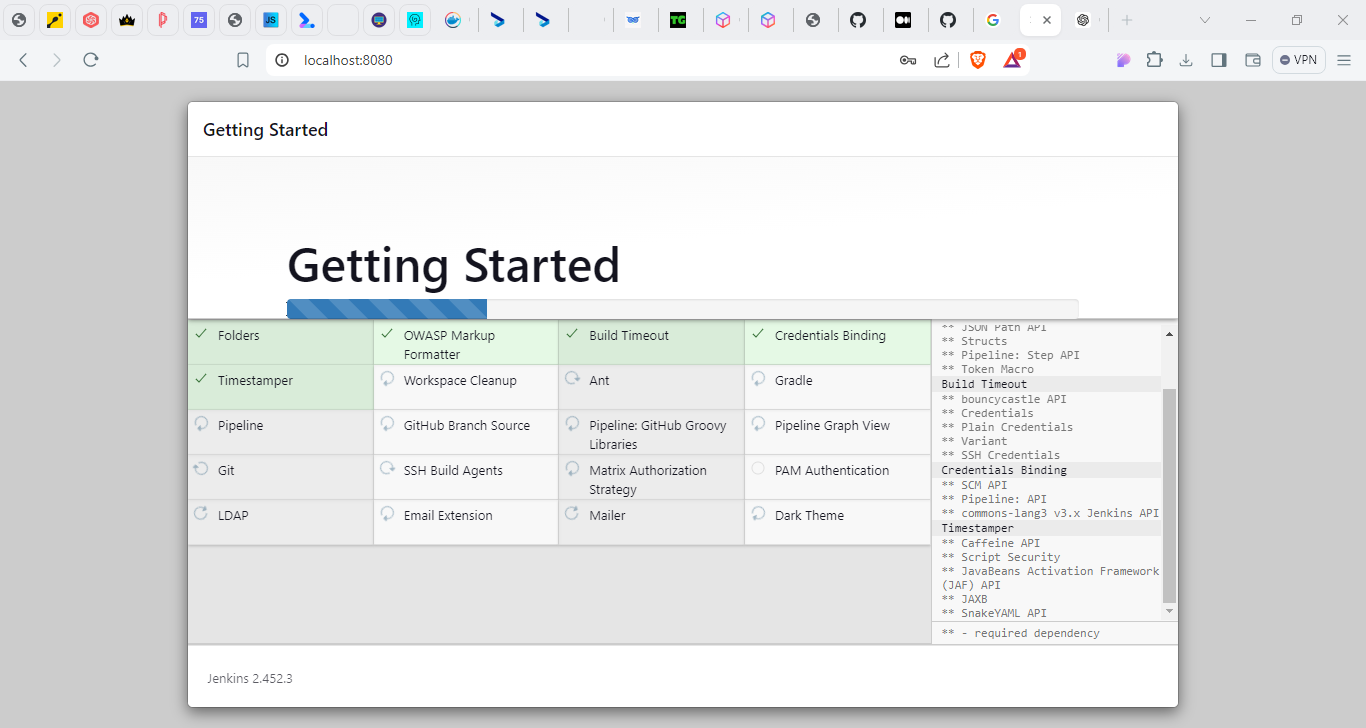 75
JS
TG
localhost:8080
1
VPN
Getting Started
Getting Started
Folders
OWASP Markup
Formatter
Build Timeout
Credentials Binding
Timestamper
Workspace Cleanup
Ant
Gradle
Pipeline
GitHub Branch Source
Pipeline: GitHub Groovy
Libraries
Pipeline Graph View
Git
SSH Build Agents
Matrix Authorization
Strategy
PAM Authentication
LDAP
Email Extension
Mailer
Dark Theme
** JSON Path API
** Structs
** Pipeline: Step API
** Token Macro
Build Timeout
** bouncycastle API
** Credentials
** Plain Credentials
** Variant
** SSH Credentials
Credentials Binding
** SCM API
** Pipeline: API
** commons-lang3 v3.x Jenkins API
Timestamper
** Caffeine API
** Script Security
** JavaBeans Activation Framework
(JAF) API
** JAXB
** SnakeYAML API
** - required dependency
Jenkins 2.452.3